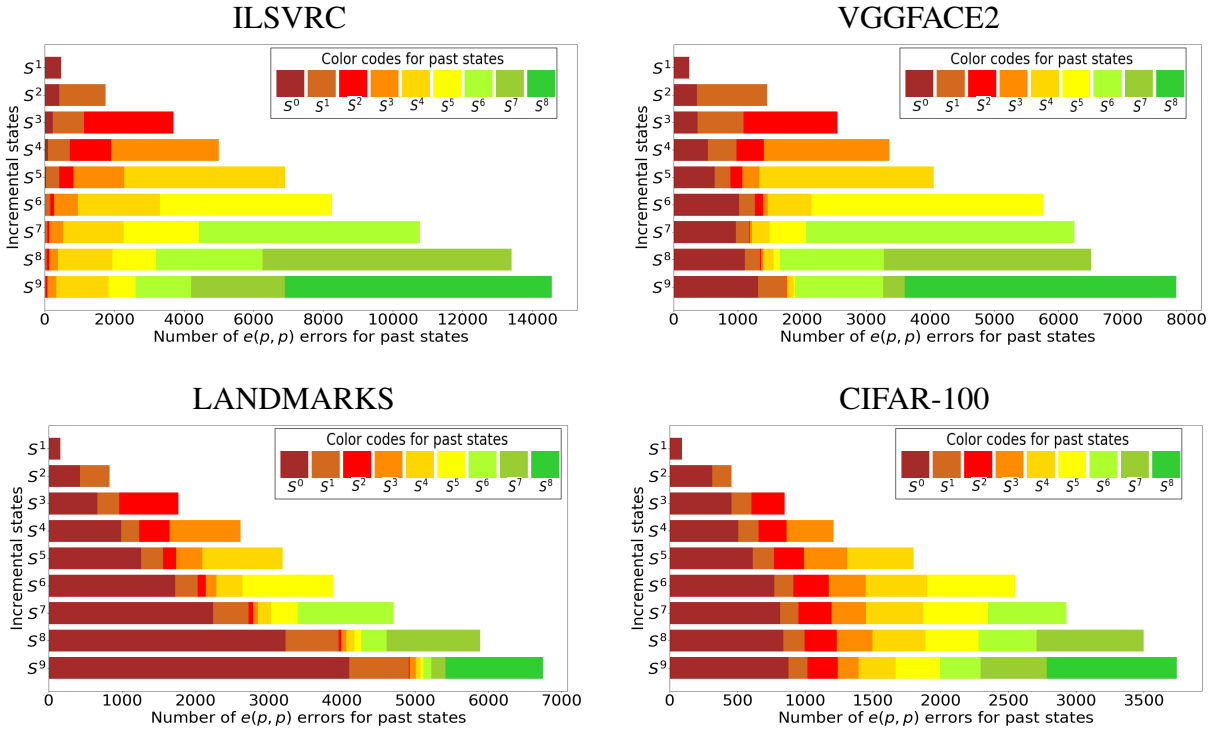 ILSVRC
Color codes for past states
S⁰ S¹ S² S³ S⁴ S⁵ S⁶ S⁷ S⁸
Incremental states
S¹
S²
S³
S⁴
S⁵
S⁶
S⁷
S⁸
S⁹
0 2000 4000 6000 8000 10000 12000 14000
Number of e(p, p) errors for past states
VGGFACE2
Color codes for past states
S⁰ S¹ S² S³ S⁴ S⁵ S⁶ S⁷ S⁸
Incremental states
S¹
S²
S³
S⁴
S⁵
S⁶
S⁷
S⁸
S⁹
0 1000 2000 3000 4000 5000 6000 7000 8000
Number of e(p, p) errors for past states
LANDMARKS
Color codes for past states
S⁰ S¹ S² S³ S⁴ S⁵ S⁶ S⁷ S⁸
Incremental states
S¹
S²
S³
S⁴
S⁵
S⁶
S⁷
S⁸
S⁹
0 1000 2000 3000 4000 5000 6000 7000
Number of e(p, p) errors for past states
CIFAR-100
Color codes for past states
S⁰ S¹ S² S³ S⁴ S⁵ S⁶ S⁷ S⁸
Incremental states
S¹
S²
S³
S⁴
S⁵
S⁶
S⁷
S⁸
S⁹
0 500 1000 1500 2000 2500 3000 3500
Number of e(p, p) errors for past states